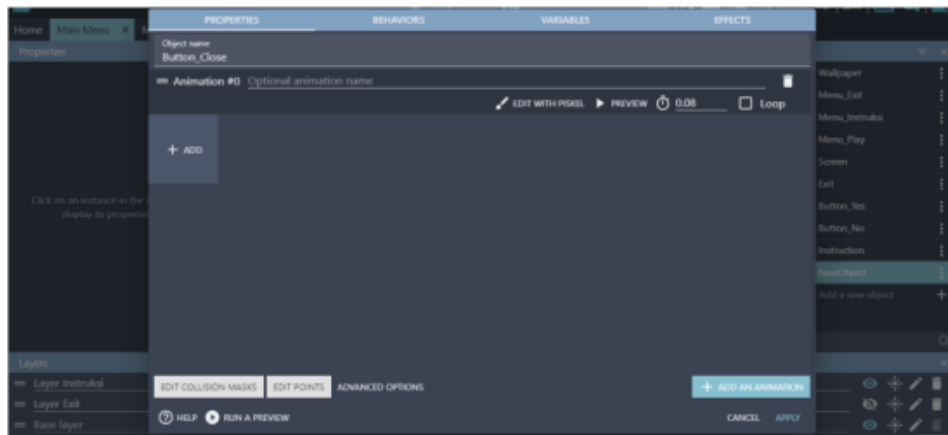 PROPERTIES BEHAVIORS VARIABLES EFFECTS
Home Main Menu × M
Object name
Properties
Button_Close
Animation #0 Optional animation name
Wallpaper
Menu_Exit
EDIT WITH PISKEL PREVIEW 0.08 Loop
Menu_Instruksi
Menu_Play
+ ADD
Screen
Exit
Click on an instance in the
display its properties
Button_Yes
Button_No
Instruction
NewObject
Add a new object +
Layers
Layer Instruksi
EDIT COLLISION MASKS EDIT POINTS ADVANCED OPTIONS + ADD AN ANIMATION
Layer Exit
HELP RUN A PREVIEW CANCEL APPLY
Base layer